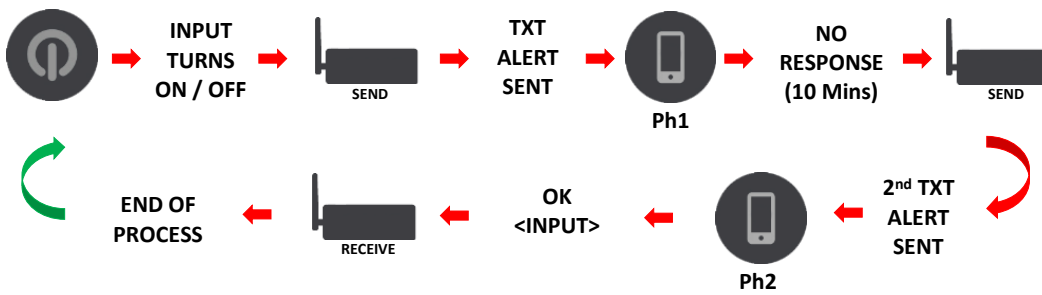 INPUT
TURNS
ON / OFF
SEND
TXT
ALERT
SENT
Ph1
NO
RESPONSE
(10 Mins)
SEND
2nd TXT
ALERT
SENT
Ph2
OK
<INPUT>
RECEIVE
END OF
PROCESS